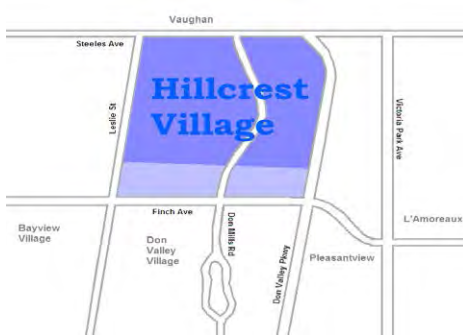 Vaughan
Steeles Ave
Hillcrest
Village
Leslie St
Victoria Park Ave
Finch Ave
Don Mills Rd
L'Amoreaux
Bayview
Village
Don
Valley
Village
Don Valley Pkwy
Pleasantview